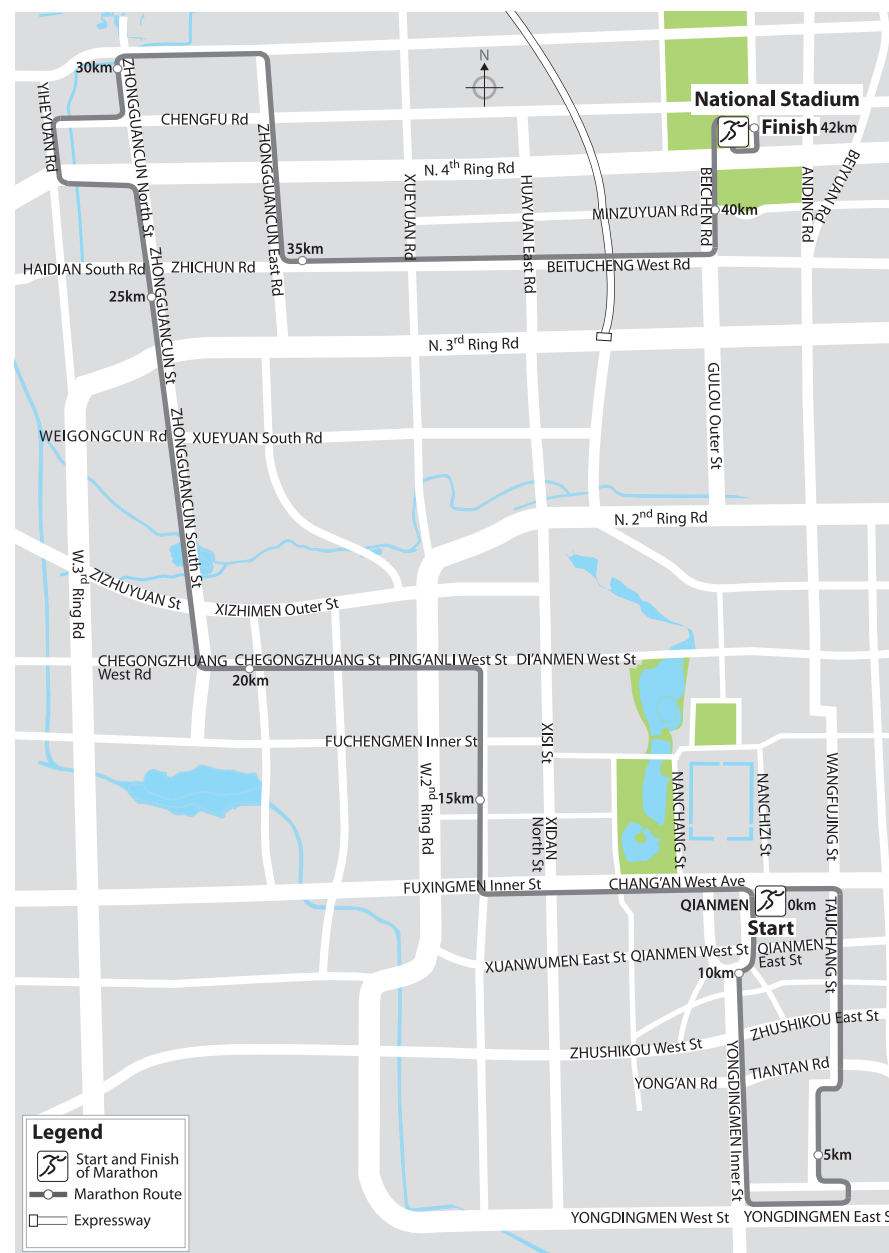 N
30km
ZHONGGUANCUN North St
YIHEYUAN Rd
CHENGFU Rd
ZHONGGUANCUN East Rd
National Stadium
Finish 42km
N. 4th Ring Rd
XUEYUAN Rd
HUAYUAN East Rd
BEICHEN Rd
ANDING Rd
BEIYUAN Rd
MINZUYUAN Rd
40km
35km
HAIDIAN South Rd
ZHICHUN Rd
BEITUCHENG West Rd
25km
ZHONGGUANCUN St
N. 3rd Ring Rd
GULOU Outer St
WEIGONGCUN Rd
XUEYUAN South Rd
ZHONGGUANCUN South St
N. 2nd Ring Rd
W.3rd Ring Rd
ZIZHUYUAN St
XIZHIMEN Outer St
CHEGONGZHUANG
West Rd
CHEGONGZHUANG St
PING'ANLI West St
DI'ANMEN West St
20km
FUCHENGMEN Inner St
XISI St
W.2nd Ring Rd
15km
XIDAN
North St
NANCHANG St
NANCHIZI St
WANGFUJING St
FUXINGMEN Inner St
CHANG'AN West Ave
QIANMEN
0km
Start
TAIJICHANG St
XUANWUMEN East St
QIANMEN West St
QIANMEN
East St
10km
ZHUSHIKOU East St
ZHUSHIKOU West St
YONG'AN Rd
TIANTAN Rd
YONGDINGMEN Inner St
5km
YONGDINGMEN West St
YONGDINGMEN East S
Legend
Start and Finish
of Marathon
Marathon Route
Expressway